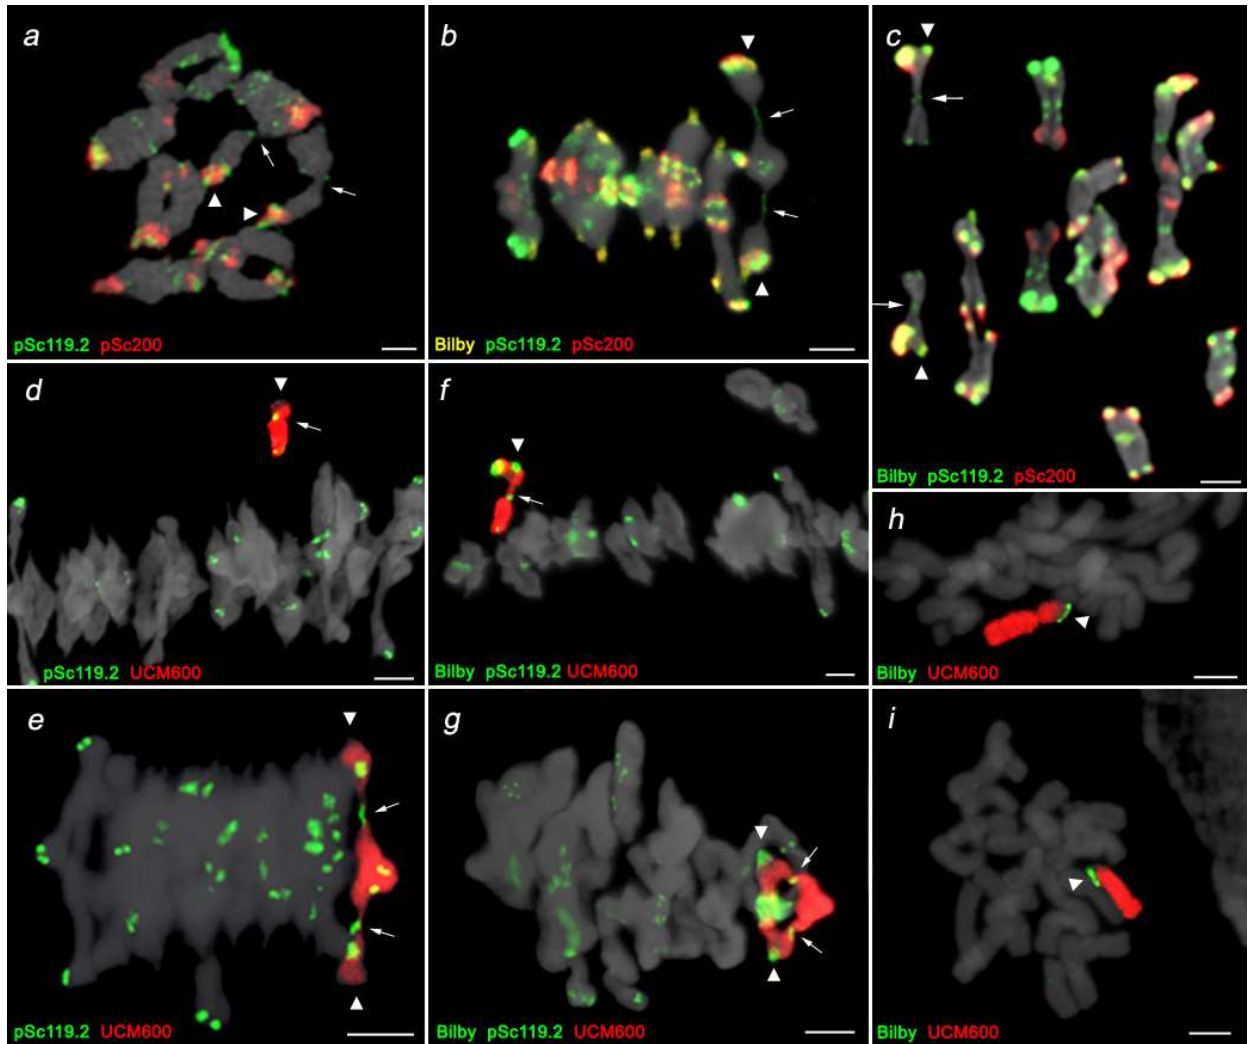 a
pSc119.2 pSc200
b
Bilby pSc119.2 pSc200
c
Bilby pSc119.2 pSc200
d
pSc119.2 UCM600
f
Bilby pSc119.2 UCM600
h
Bilby UCM600
e
pSc119.2 UCM600
g
Bilby pSc119.2 UCM600
i
Bilby UCM600